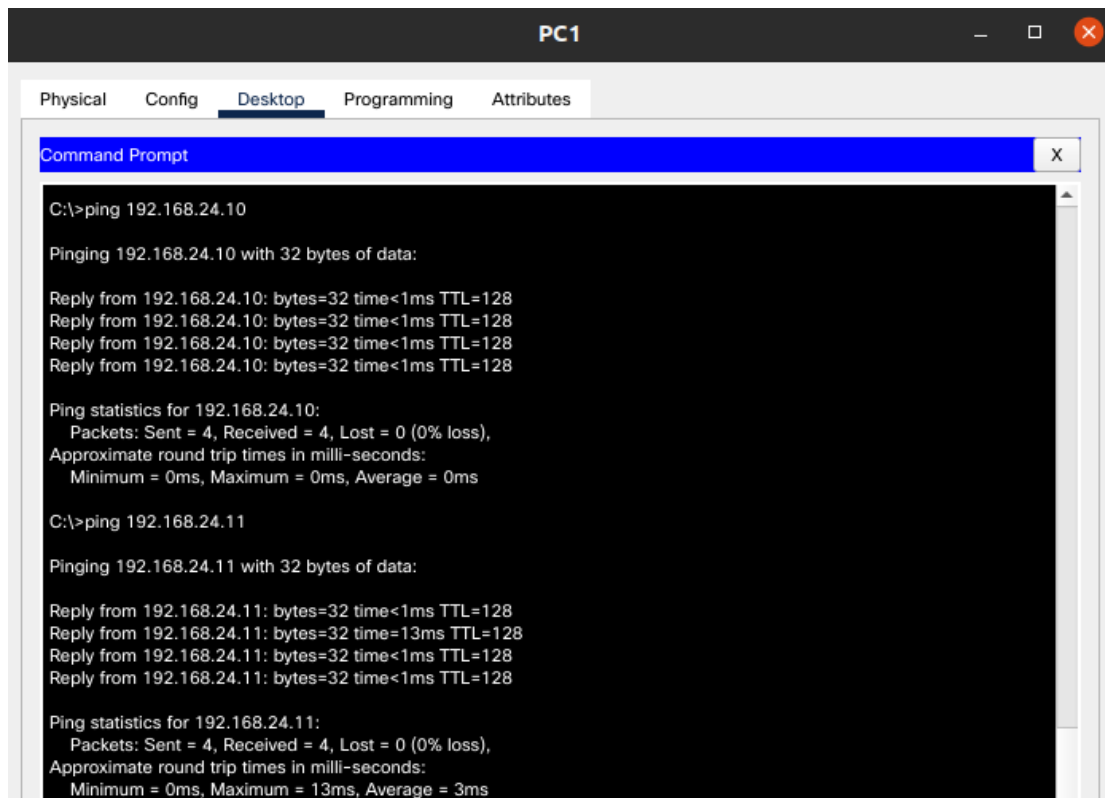 PC1
Physical Config Desktop Programming Attributes
Command Prompt X
C:\>ping 192.168.24.10
Pinging 192.168.24.10 with 32 bytes of data:
Reply from 192.168.24.10: bytes=32 time<1ms TTL=128
Reply from 192.168.24.10: bytes=32 time<1ms TTL=128
Reply from 192.168.24.10: bytes=32 time<1ms TTL=128
Reply from 192.168.24.10: bytes=32 time<1ms TTL=128
Ping statistics for 192.168.24.10:
Packets: Sent = 4, Received = 4, Lost = 0 (0% loss),
Approximate round trip times in milli-seconds:
Minimum = 0ms, Maximum = 0ms, Average = 0ms
C:\>ping 192.168.24.11
Pinging 192.168.24.11 with 32 bytes of data:
Reply from 192.168.24.11: bytes=32 time<1ms TTL=128
Reply from 192.168.24.11: bytes=32 time=13ms TTL=128
Reply from 192.168.24.11: bytes=32 time<1ms TTL=128
Reply from 192.168.24.11: bytes=32 time<1ms TTL=128
Ping statistics for 192.168.24.11:
Packets: Sent = 4, Received = 4, Lost = 0 (0% loss),
Approximate round trip times in milli-seconds:
Minimum = 0ms, Maximum = 13ms, Average = 3ms